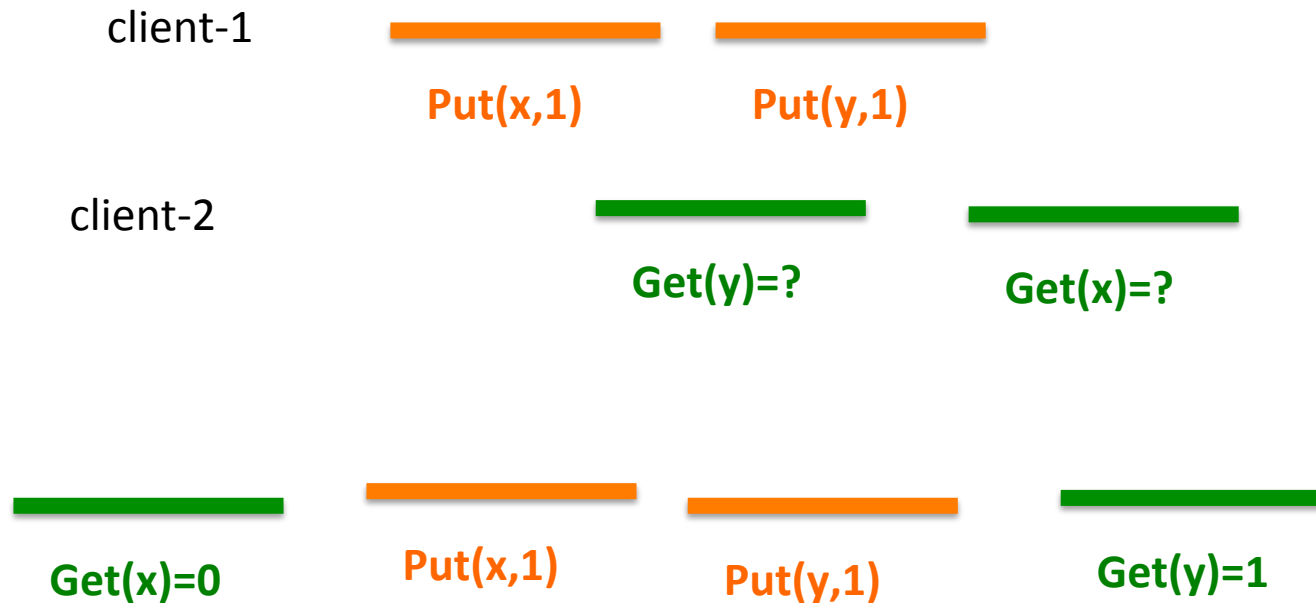 client-1
Put(x,1) Put(y,1)
client-2
Get(y)=? Get(x)=?
Get(x)=0 Put(x,1) Put(y,1) Get(y)=1